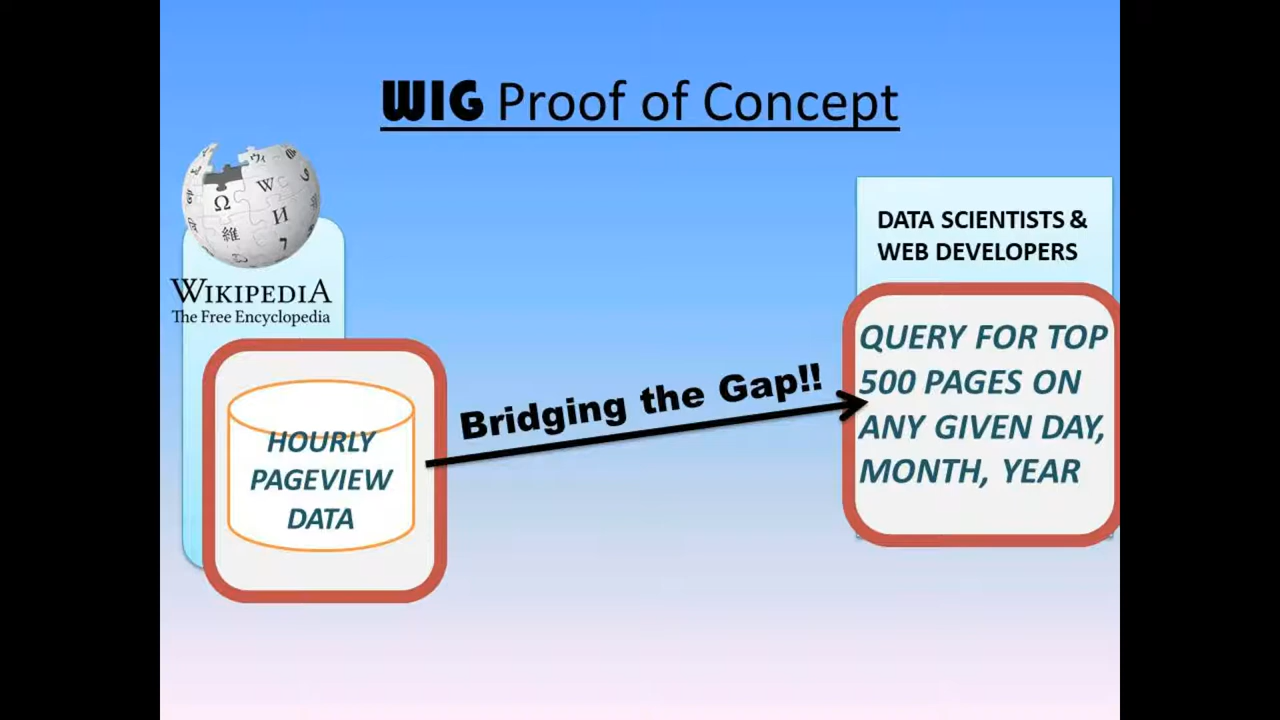 WIG Proof of Concept
WIKIPEDIA
The Free Encyclopedia
HOURLY
PAGEVIEW
DATA
Bridging the Gap!!
DATA SCIENTISTS &
WEB DEVELOPERS
QUERY FOR TOP
500 PAGES ON
ANY GIVEN DAY,
MONTH, YEAR